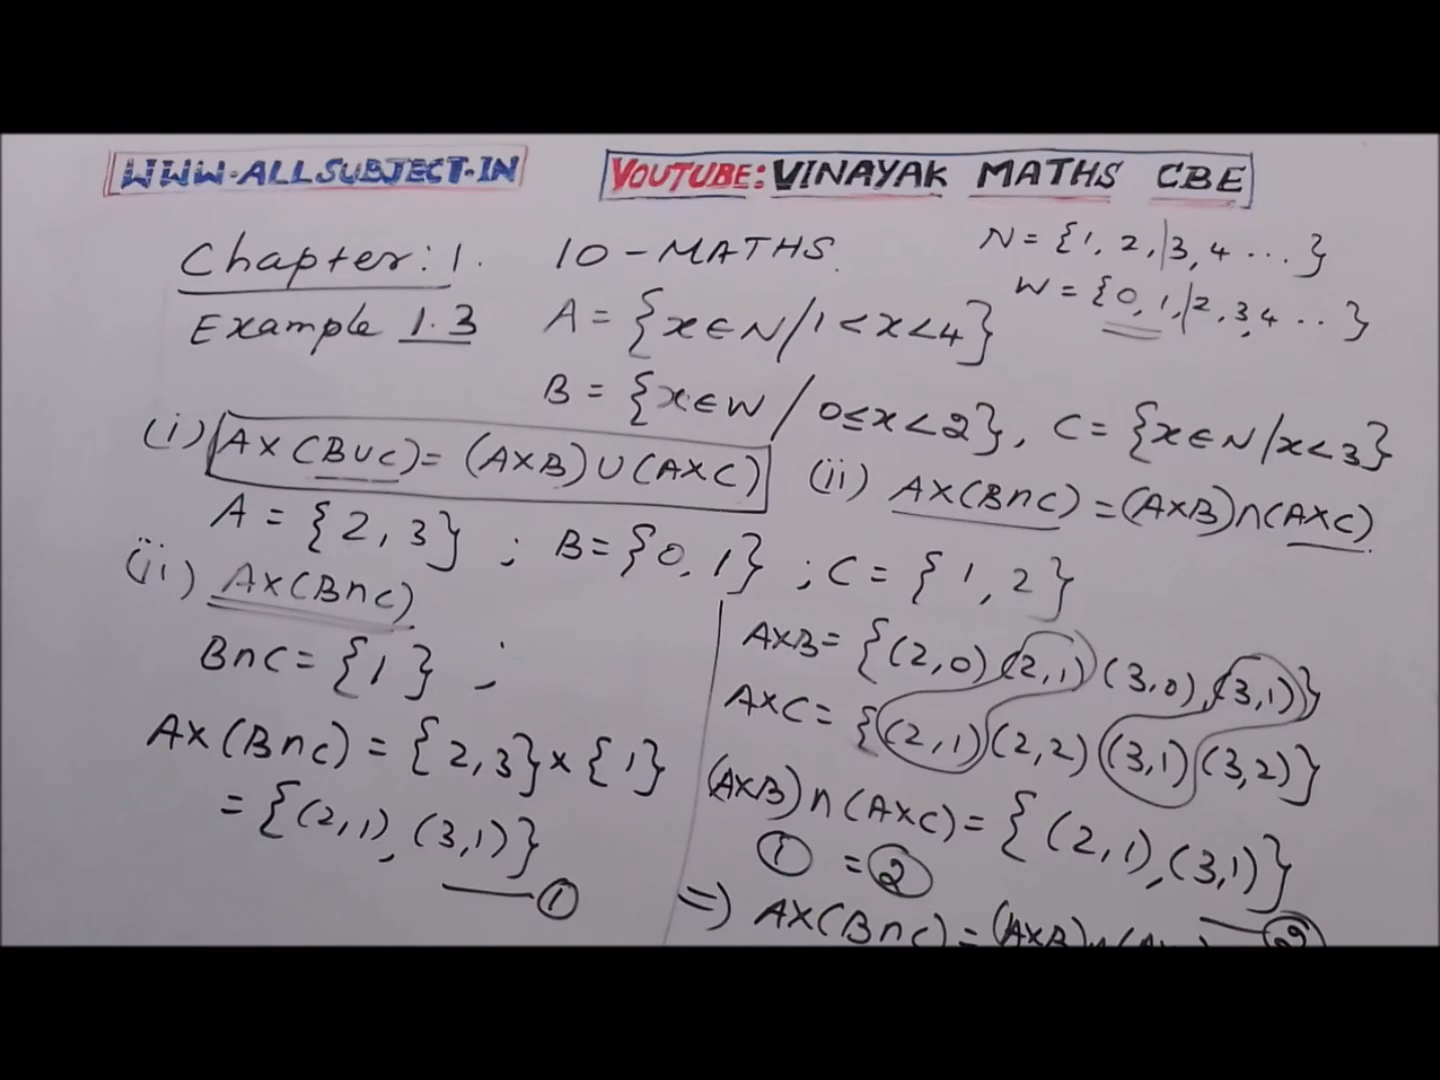 WWW.ALLSUBJECT.IN YOUTUBE: VINAYAK MATHS CBE
Chapter: 1. 10 - MATHS. N = {1, 2, 3, 4 ... }
W = {0, 1, 2, 3, 4 .. }
Example 1.3 A = {x∈N/1<x<4}
B = {x∈W / 0≤x<2}, C = {x∈N/x<3}
(i) A×(B∪C) = (A×B)∪(A×C) (ii) A×(B∩C) = (A×B)∩(A×C)
A = {2, 3} ; B = {0, 1} ; C = {1, 2}
(ii) A×(B∩C)
B∩C = {1} ;
A×(B∩C) = {2,3}×{1}
= {(2,1), (3,1)}
①
A×B = {(2,0) (2,1) (3,0), (3,1)}
A×C = {(2,1) (2,2) (3,1) (3,2)}
(A×B)∩(A×C) = {(2,1), (3,1)}
① = ②
②
=> A×(B∩C) = (A×B)∩(A×